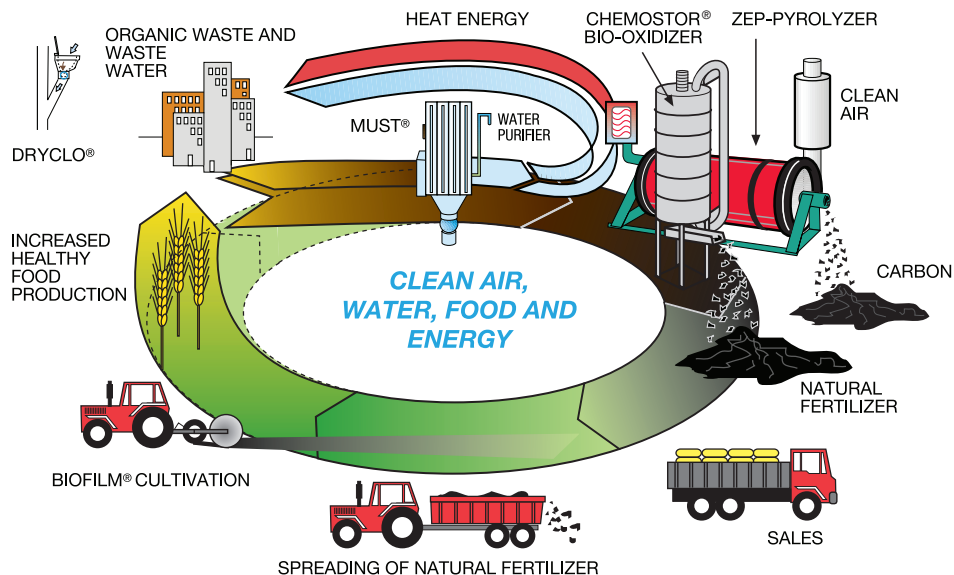 ORGANIC WASTE AND
WASTE
WATER
HEAT ENERGY
CHEMOSTOR®
BIO-OXIDIZER
ZEP-PYROLYZER
CLEAN
AIR
MUST®
WATER
PURIFIER
DRYCLO®
INCREASED
HEALTHY
FOOD
PRODUCTION
CLEAN AIR,
WATER, FOOD AND
ENERGY
CARBON
NATURAL
FERTILIZER
BIOFILM® CULTIVATION
SALES
SPREADING OF NATURAL FERTILIZER